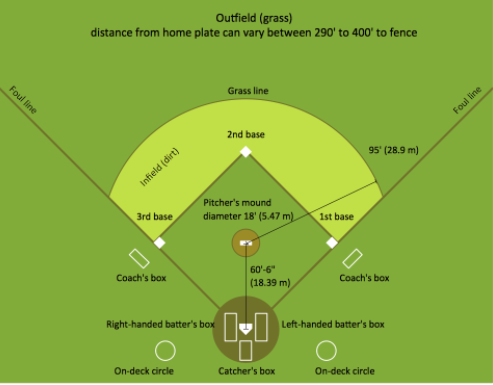 Outfield (grass)
distance from home plate can vary between 290' to 400' to fence
Foul line
Grass line
Foul line
2nd base
95' (28.9 m)
Infield (dirt)
Pitcher's mound
diameter 18' (5.47 m)
3rd base
1st base
60'-6"
(18.39 m)
Coach's box
Coach's box
Right-handed batter's box
Left-handed batter's box
On-deck circle
Catcher's box
On-deck circle